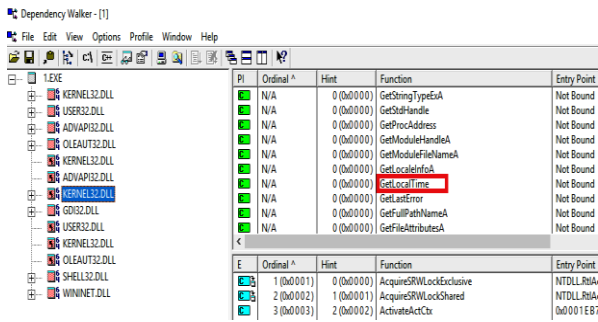 Dependency Walker - [1]
File Edit View Options Profile Window Help
1.EXE
KERNEL32.DLL
USER32.DLL
ADVAPI32.DLL
OLEAUT32.DLL
KERNEL32.DLL
ADVAPI32.DLL
KERNEL32.DLL
GDI32.DLL
USER32.DLL
KERNEL32.DLL
OLEAUT32.DLL
SHELL32.DLL
WININET.DLL
PI Ordinal ^ Hint Function Entry Point
C N/A 0 (0x0000) GetStringTypeExA Not Bound
C N/A 0 (0x0000) GetStdHandle Not Bound
C N/A 0 (0x0000) GetProcAddress Not Bound
C N/A 0 (0x0000) GetModuleHandleA Not Bound
C N/A 0 (0x0000) GetModuleFileNameA Not Bound
C N/A 0 (0x0000) GetLocaleInfoA Not Bound
C N/A 0 (0x0000) GetLocalTime Not Bound
C N/A 0 (0x0000) GetLastError Not Bound
C N/A 0 (0x0000) GetFullPathNameA Not Bound
C N/A 0 (0x0000) GetFileAttributesA Not Bound
E Ordinal ^ Hint Function Entry Point
C 1 (0x0001) 0 (0x0000) AcquireSRWLockExclusive NTDLL.RtlA
C 2 (0x0002) 1 (0x0001) AcquireSRWLockShared NTDLL.RtlA
C 3 (0x0003) 2 (0x0002) ActivateActCtx 0x0001EB7